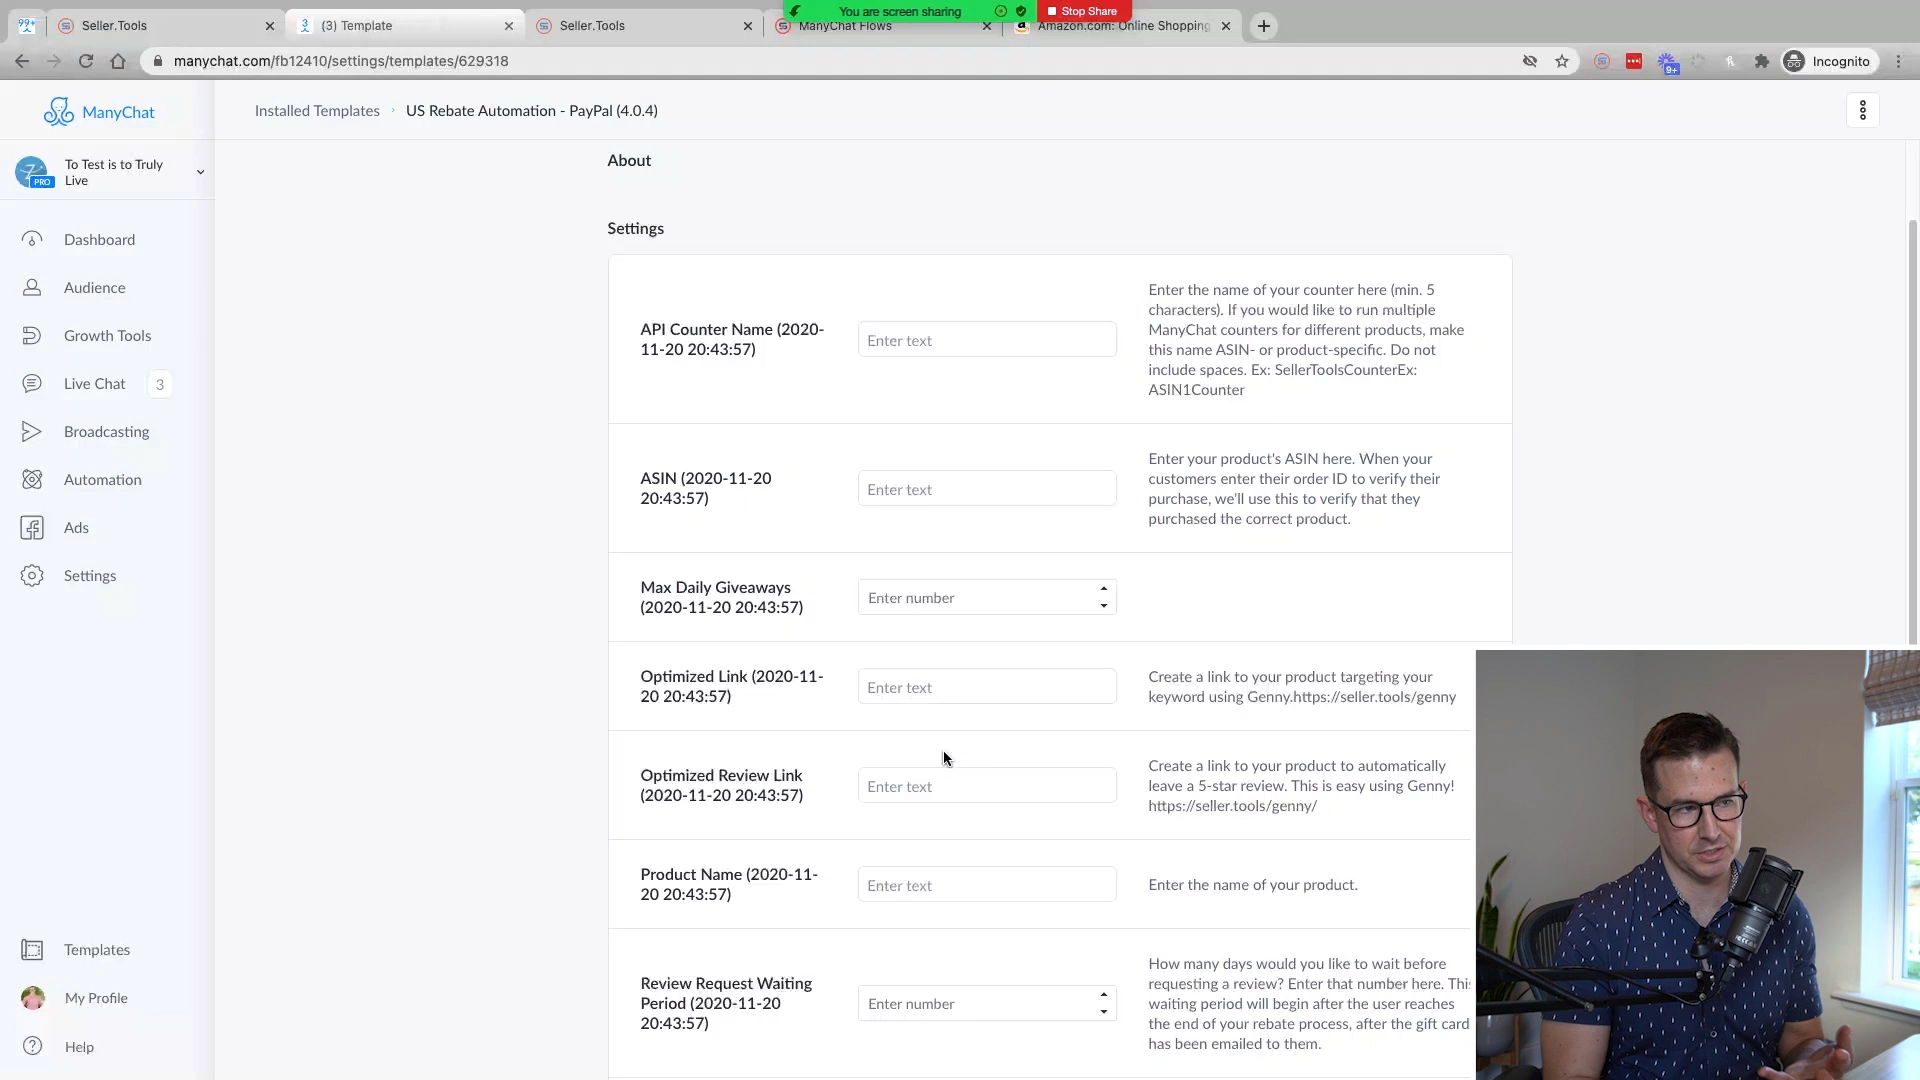 99+
Seller.Tools
(3) Template
Seller.Tools
ManyChat Flows
You are screen sharing
Stop Share
Amazon.com: Online Shopping
manychat.com/fb12410/settings/templates/629318
9+
Incognito
ManyChat
Installed Templates
US Rebate Automation - PayPal (4.0.4)
To Test is to Truly
Live
PRO
Dashboard
Audience
Growth Tools
Live Chat
3
Broadcasting
Automation
Ads
Settings
Templates
My Profile
Help
About
Settings
API Counter Name (2020-
11-20 20:43:57)
Enter text
Enter the name of your counter here (min. 5
characters). If you would like to run multiple
ManyChat counters for different products, make
this name ASIN- or product-specific. Do not
include spaces. Ex: SellerToolsCounterEx:
ASIN1Counter
ASIN (2020-11-20
20:43:57)
Enter text
Enter your product's ASIN here. When your
customers enter their order ID to verify their
purchase, we'll use this to verify that they
purchased the correct product.
Max Daily Giveaways
(2020-11-20 20:43:57)
Enter number
Optimized Link (2020-11-
20 20:43:57)
Enter text
Create a link to your product targeting your
keyword using Genny.https://seller.tools/genny
Optimized Review Link
(2020-11-20 20:43:57)
Enter text
Create a link to your product to automatically
leave a 5-star review. This is easy using Genny!
https://seller.tools/genny/
Product Name (2020-11-
20 20:43:57)
Enter text
Enter the name of your product.
Review Request Waiting
Period (2020-11-20
20:43:57)
Enter number
How many days would you like to wait before
requesting a review? Enter that number here. This
waiting period will begin after the user reaches
the end of your rebate process, after the gift card
has been emailed to them.